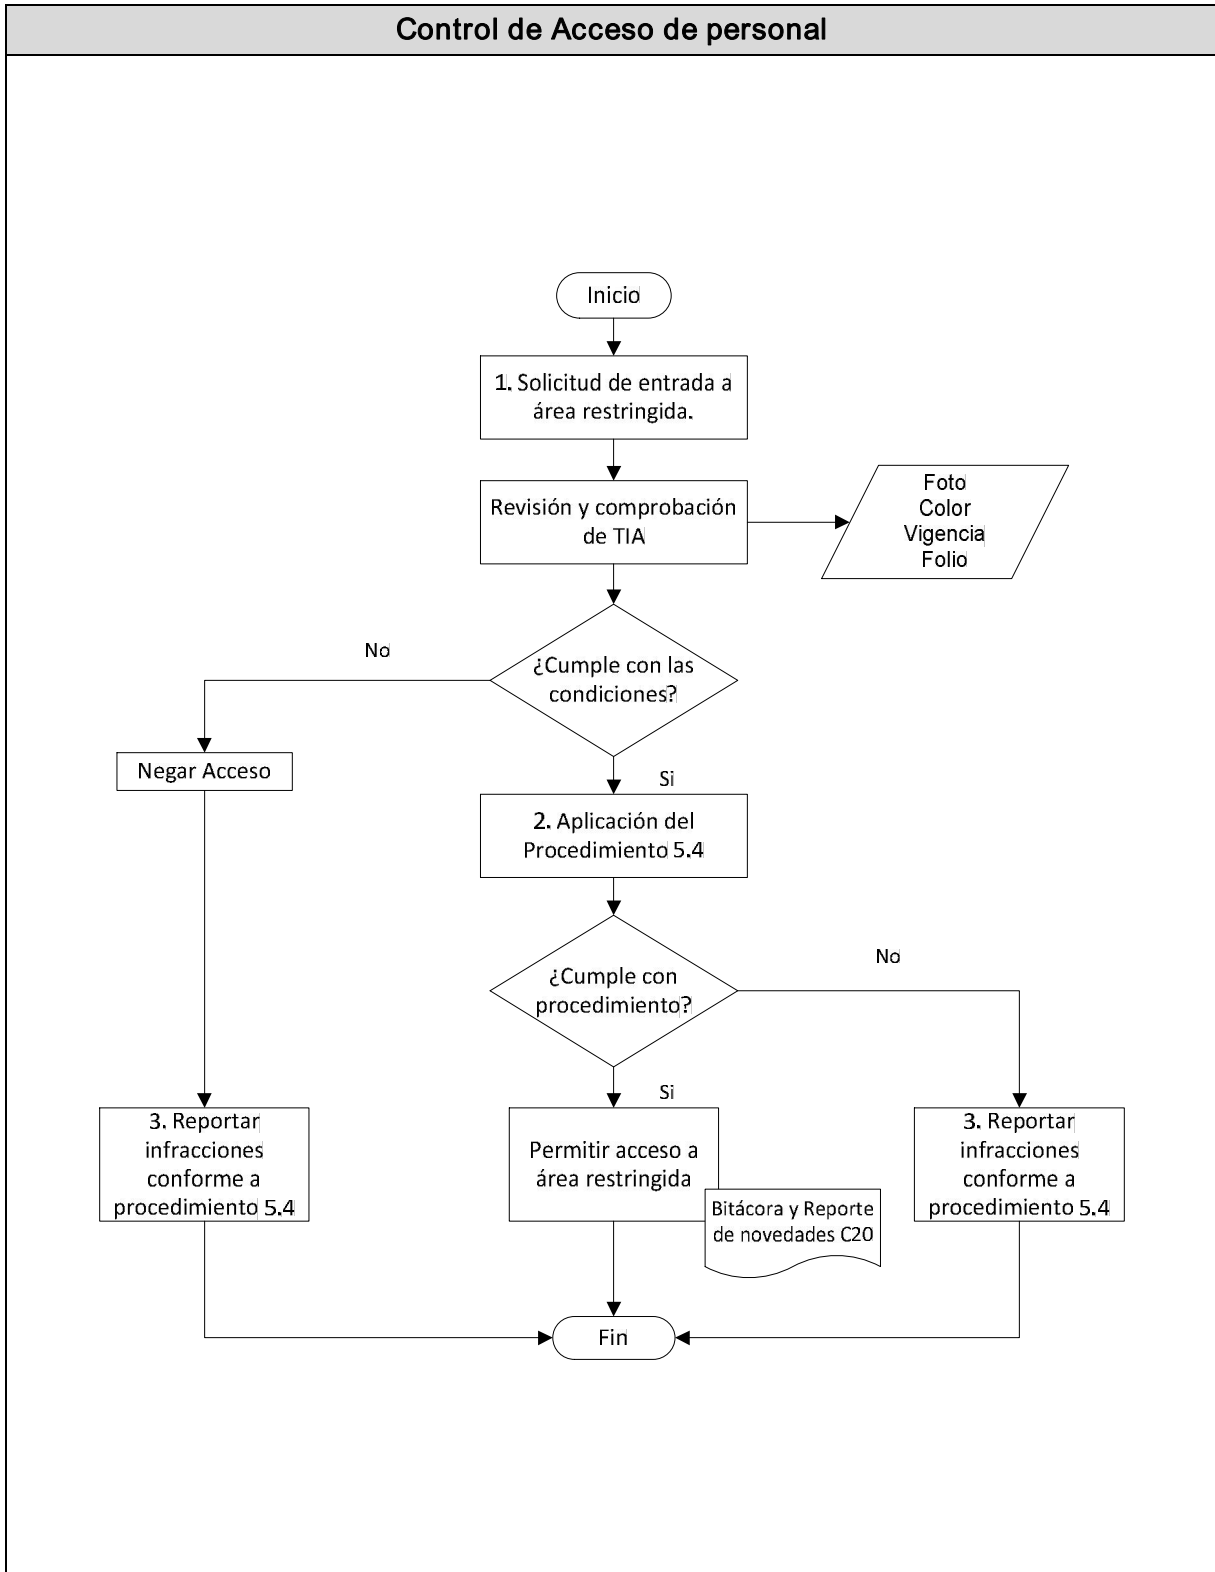 Control de Acceso de personal
Inicio
1. Solicitud de entrada a
área restringida.
Revisión y comprobación
de TIA
Foto
Color
Vigencia
Folio
¿Cumple con las
condiciones?
No
Negar Acceso
Si
2. Aplicación del
Procedimiento 5.4
¿Cumple con
procedimiento?
No
Si
3. Reportar
infracciones
conforme a
procedimiento 5.4
Permitir acceso a
área restringida
Bitácora y Reporte
de novedades C20
3. Reportar
infracciones
conforme a
procedimiento 5.4
Fin